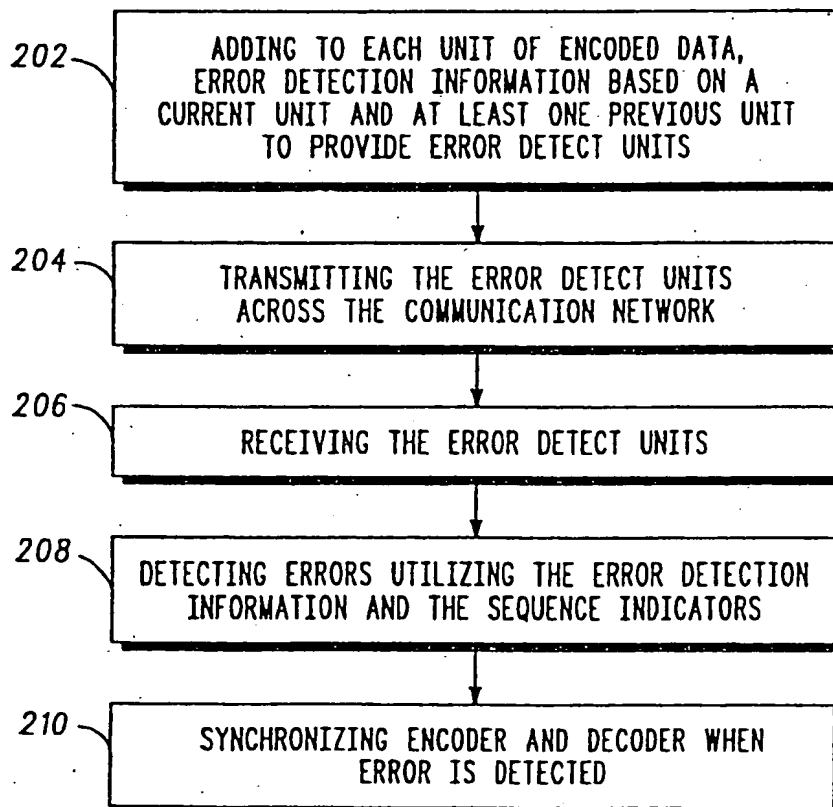 202
ADDING TO EACH UNIT OF ENCODED DATA,
ERROR DETECTION INFORMATION BASED ON A
CURRENT UNIT AND AT LEAST ONE PREVIOUS UNIT
TO PROVIDE ERROR DETECT UNITS
204
TRANSMITTING THE ERROR DETECT UNITS
ACROSS THE COMMUNICATION NETWORK
206
RECEIVING THE ERROR DETECT UNITS
208
DETECTING ERRORS UTILIZING THE ERROR DETECTION
INFORMATION AND THE SEQUENCE INDICATORS
210
SYNCHRONIZING ENCODER AND DECODER WHEN
ERROR IS DETECTED